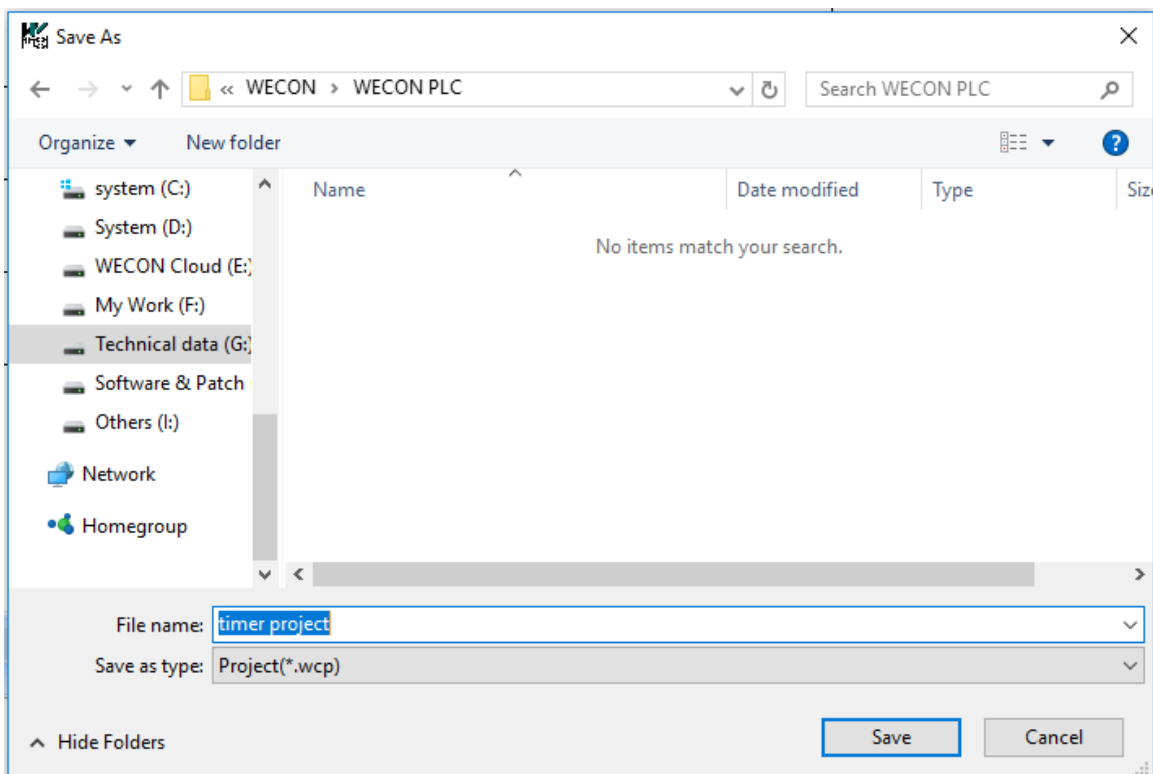 Save As
« WECON > WECON PLC
Search WECON PLC
Organize
New folder
Name
Date modified
Type
Siz
system (C:)
System (D:)
WECON Cloud (E:)
My Work (F:)
Technical data (G:)
Software & Patch
Others (I:)
Network
Homegroup
No items match your search.
File name: timer project
Save as type: Project(*.wcp)
Hide Folders
Save
Cancel